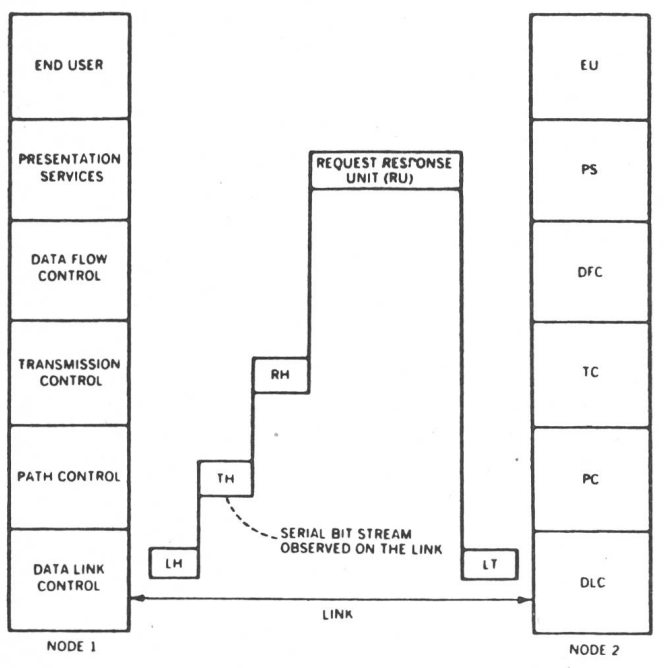 END USER
PRESENTATION
SERVICES
DATA FLOW
CONTROL
TRANSMISSION
CONTROL
PATH CONTROL
DATA LINK
CONTROL
NODE 1
REQUEST RESPONSE
UNIT (RU)
RH
TH
SERIAL BIT STREAM
OBSERVED ON THE LINK
LH
LT
LINK
EU
PS
DFC
TC
PC
DLC
NODE 2